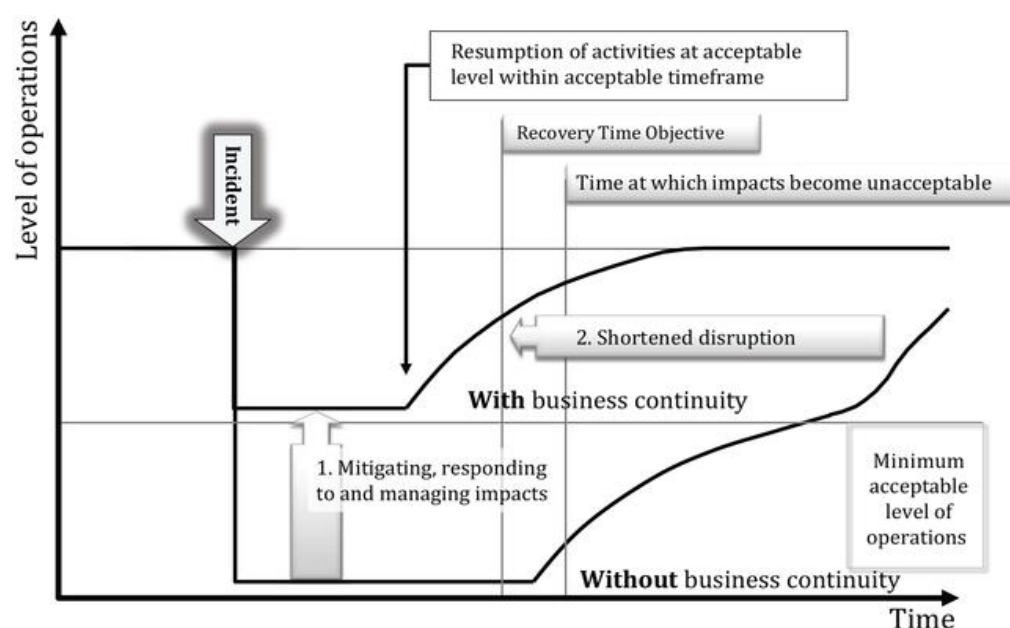 Level of operations
Resumption of activities at acceptable
level within acceptable timeframe
Recovery Time Objective
Incident
Time at which impacts become unacceptable
2. Shortened disruption
With business continuity
1. Mitigating, responding
to and managing impacts
Minimum
acceptable
level of
operations
Without business continuity
Time